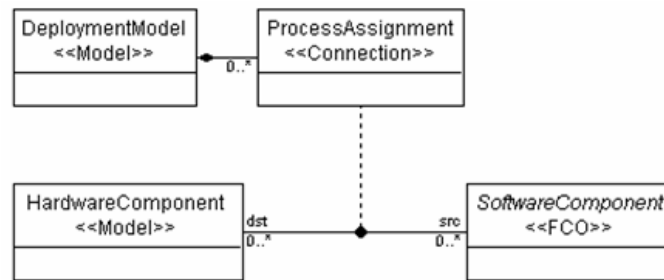 DeploymentModel
<<Model>>
ProcessAssignment
<<Connection>>
0..*
HardwareComponent
<<Model>>
dst
0..*
src
0..*
SoftwareComponent
<<FCO>>